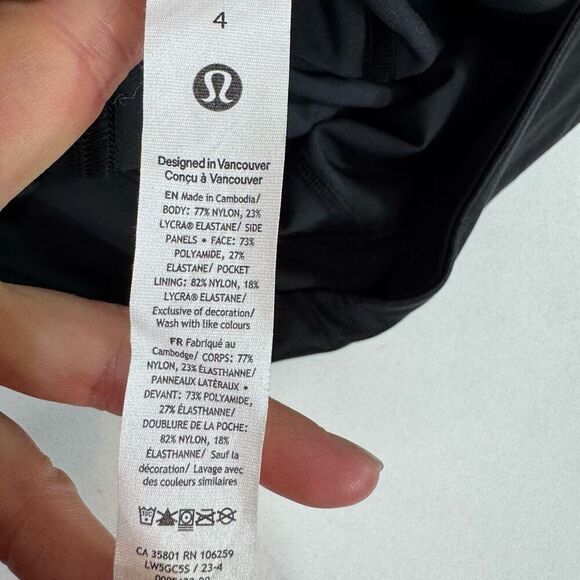 4
Designed in Vancouver
Conçu à Vancouver
EN Made in Cambodia/
BODY: 77% NYLON, 23%
LYCRA® ELASTANE/ SIDE
PANELS • FACE: 73%
POLYAMIDE, 27%
ELASTANE/ POCKET
LINING: 82% NYLON, 18%
LYCRA® ELASTANE/
Exclusive of decoration/
Wash with like colours
FR Fabriqué au
Cambodge/ CORPS: 77%
NYLON, 23% ÉLASTHANNE/
PANNEAUX LATÉRAUX •
DEVANT: 73% POLYAMIDE,
27% ÉLASTHANNE/
DOUBLURE DE LA POCHE:
82% NYLON, 18%
ÉLASTHANNE/ Sauf la
décoration/ Lavage avec
des couleurs similaires
CA 35801 RN 106259
LW5GC5S / 23-4